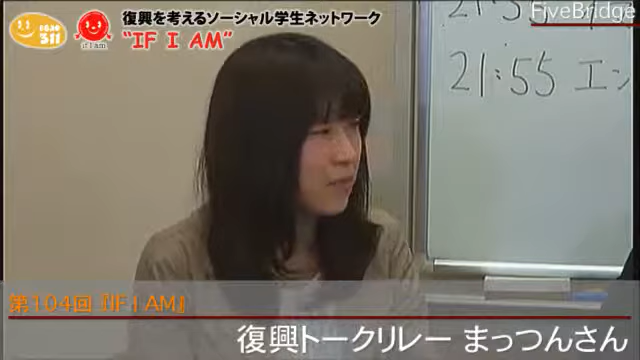 復興を考えるソーシャル学生ネットワーク
"IF I AM"
311
if I am
FiveBridge
21:55 エン
第104回『IF I AM』
復興トークリレー まっつんさん